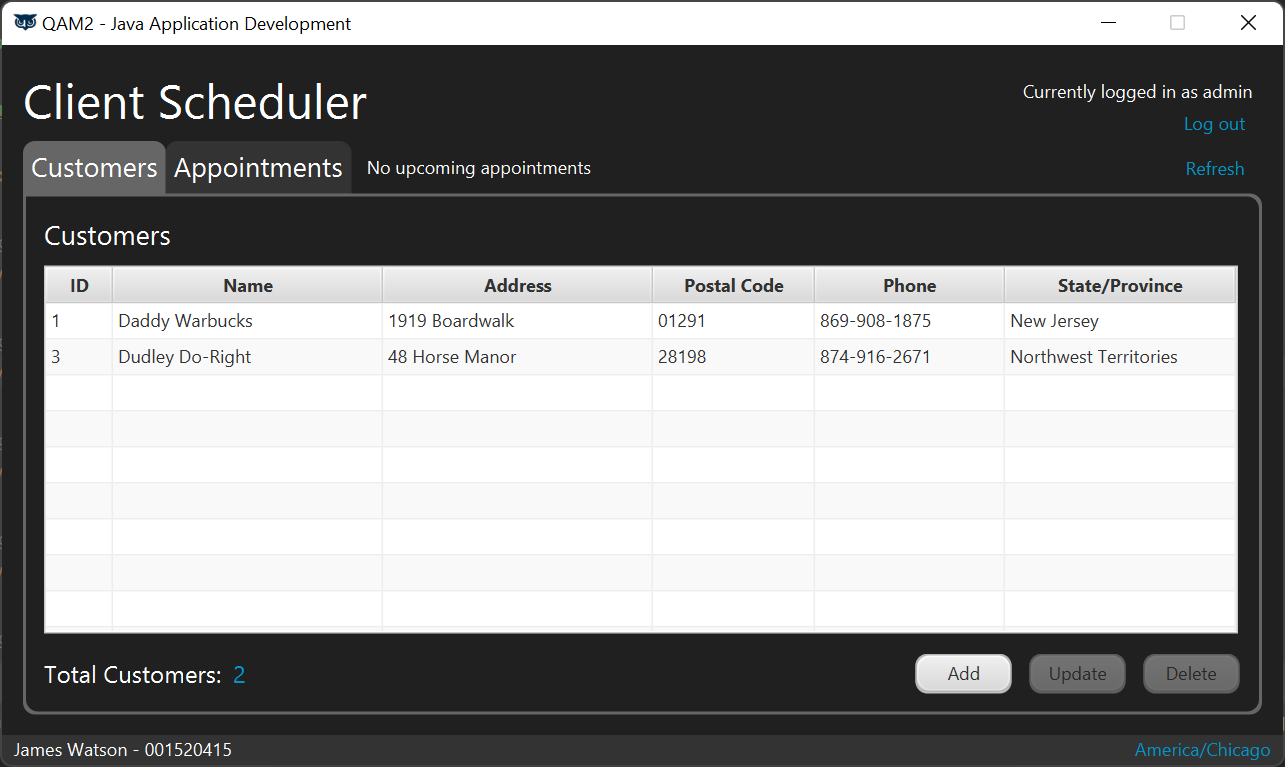 QAM2 - Java Application Development
Client Scheduler
Currently logged in as admin
Log out
Customers Appointments No upcoming appointments Refresh
Customers
ID Name Address Postal Code Phone State/Province
1 Daddy Warbucks 1919 Boardwalk 01291 869-908-1875 New Jersey
3 Dudley Do-Right 48 Horse Manor 28198 874-916-2671 Northwest Territories
Total Customers: 2 Add Update Delete
James Watson - 001520415 America/Chicago